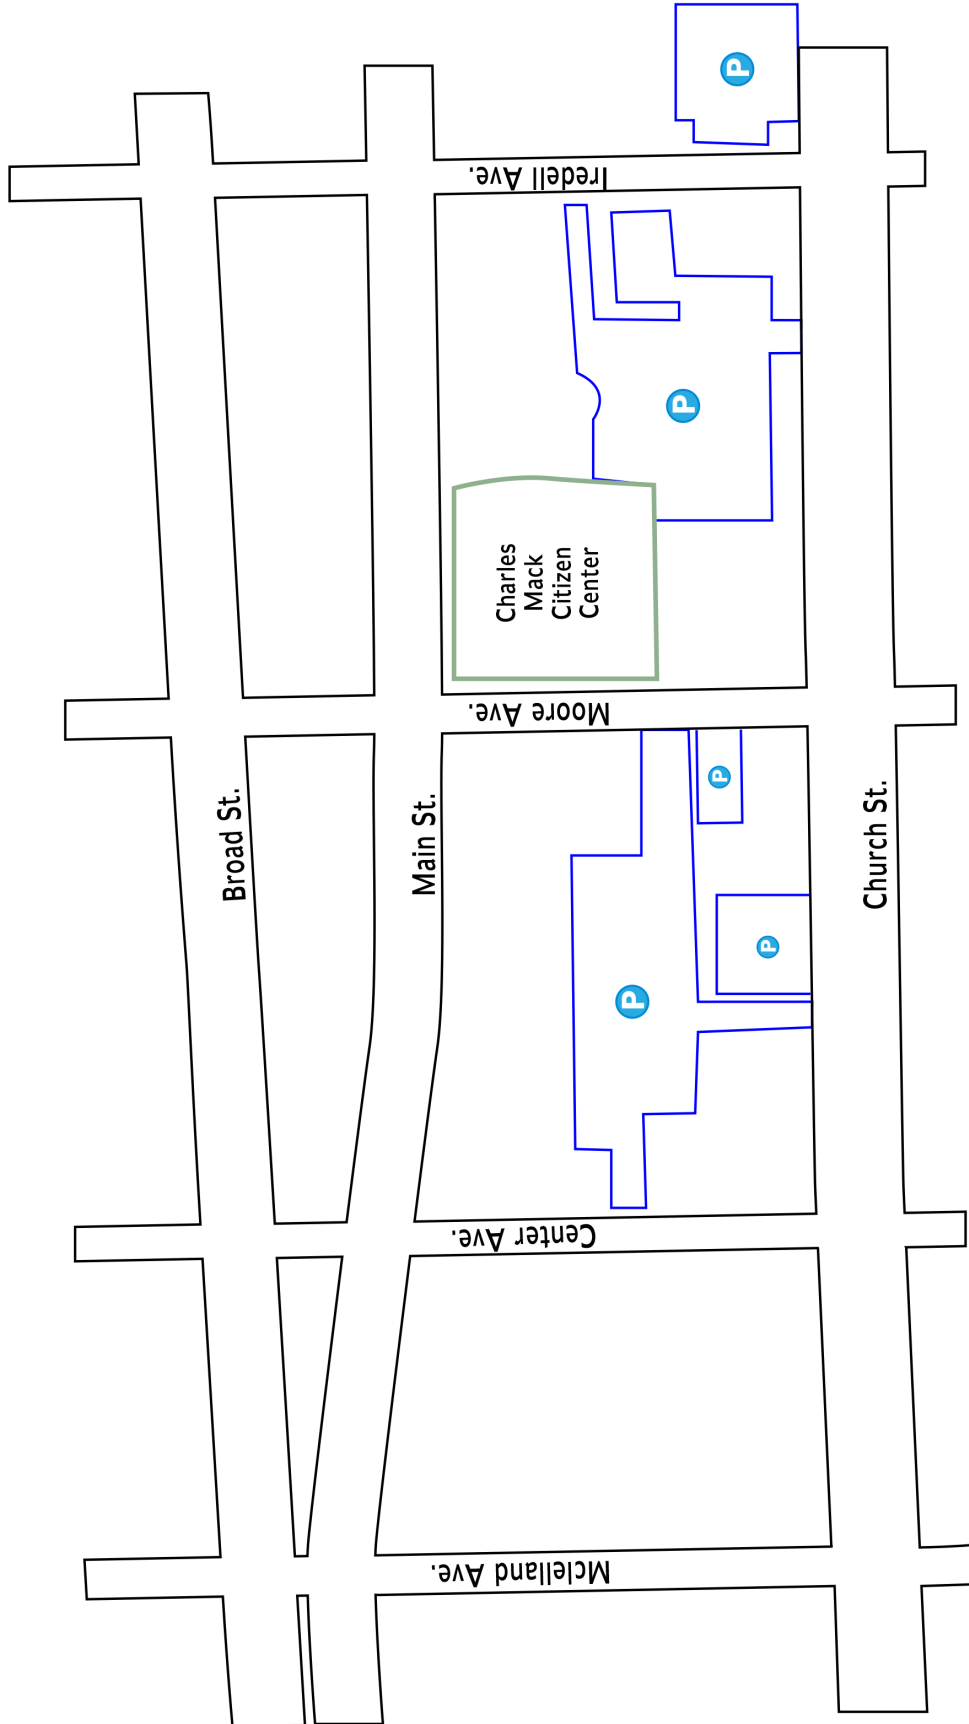 P
Iredell Ave.
P
Charles
Mack
Citizen
Center
Moore Ave.
P
Broad St.
Main St.
Church St.
P
P
Center Ave.
Mclelland Ave.